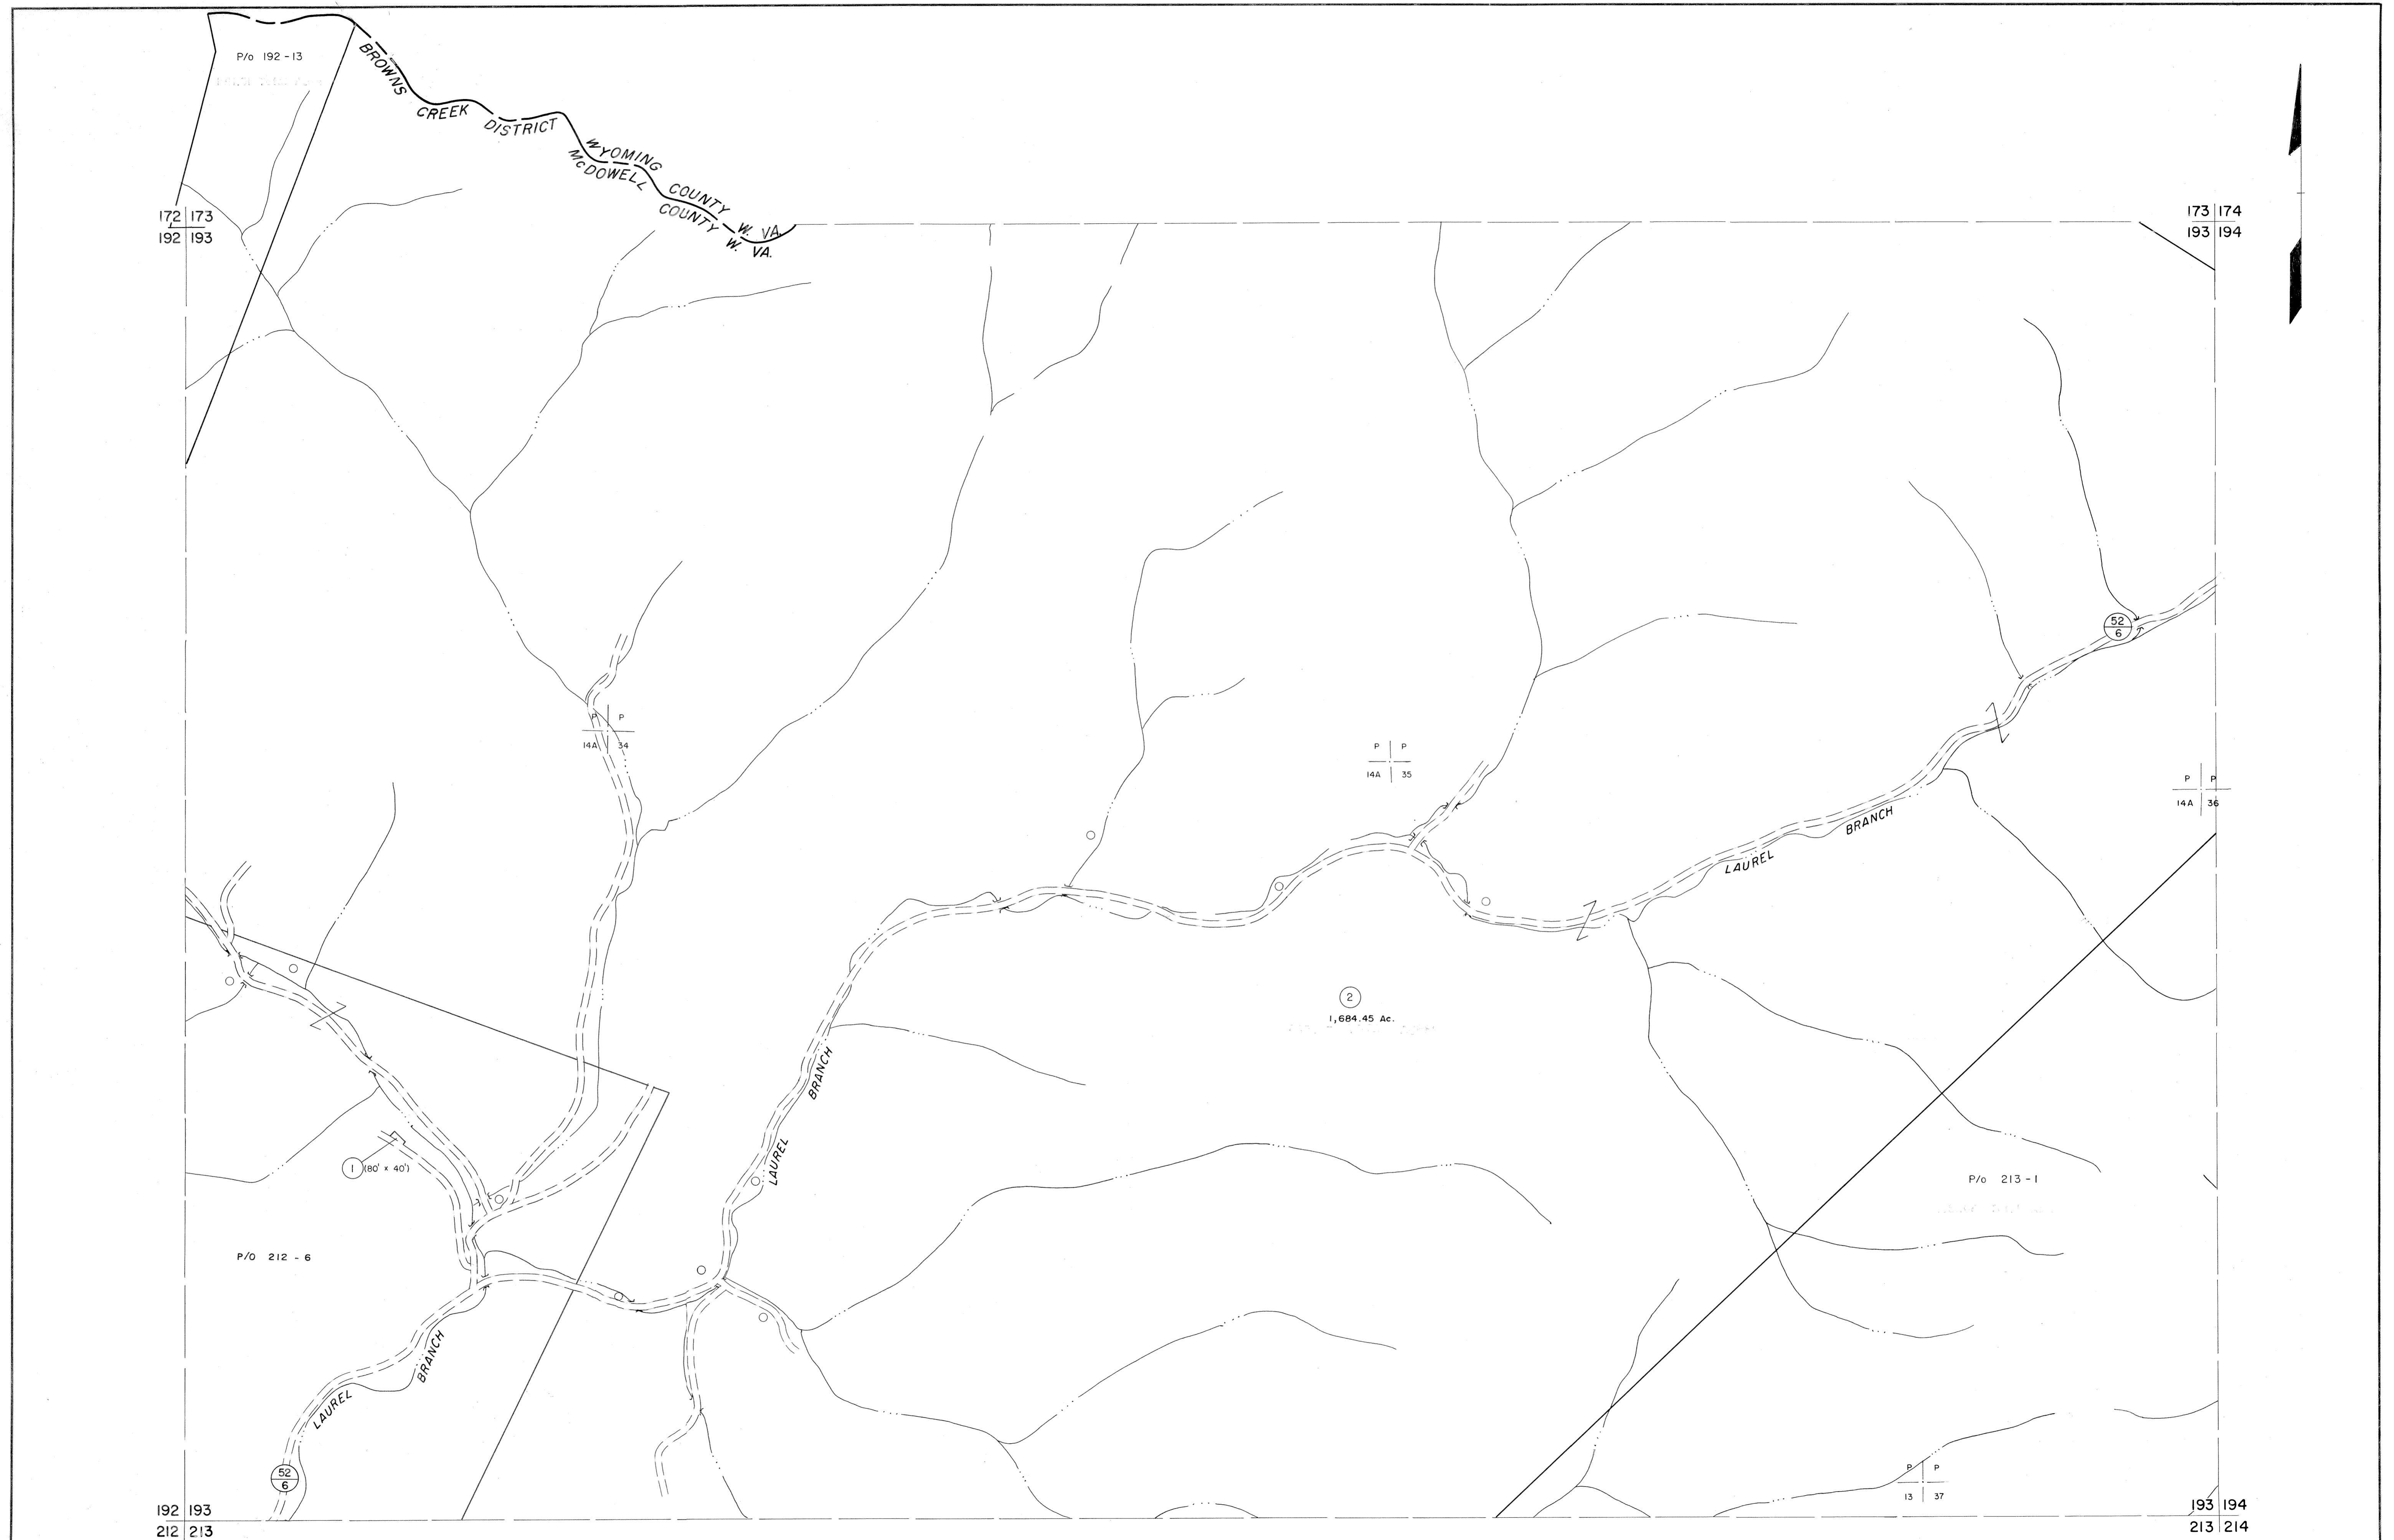 P/o 192-13
BROWNS CREEK DISTRICT
WYOMING COUNTY W. VA.
McDOWELL COUNTY W. VA.
172 173
192 193
173 174
193 194
52
6
P P
14A 34
P P
14A 35
P P
14A 36
LAUREL BRANCH
2
1,684.45 Ac.
LAUREL BRANCH
1 (80' x 40')
P/o 213-1
P/O 212-6
LAUREL BRANCH
52
6
P P
13 37
192 193
212 213
193 194
213 214